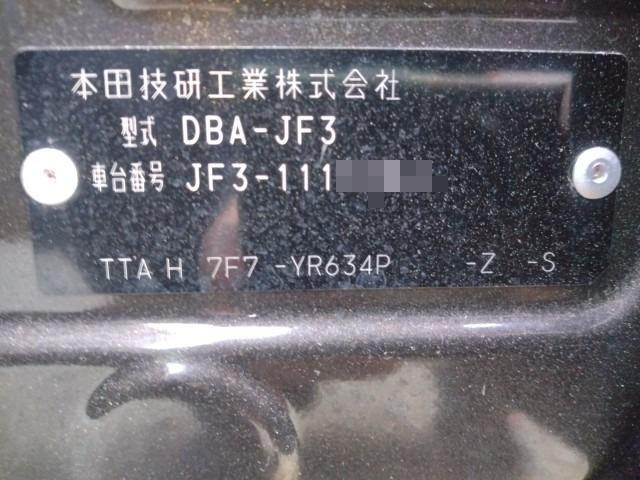 本田技研工業株式会社
型式 DBA-JF3
車台番号 JF3-111
TTA H 7F7 -YR634P -Z -S